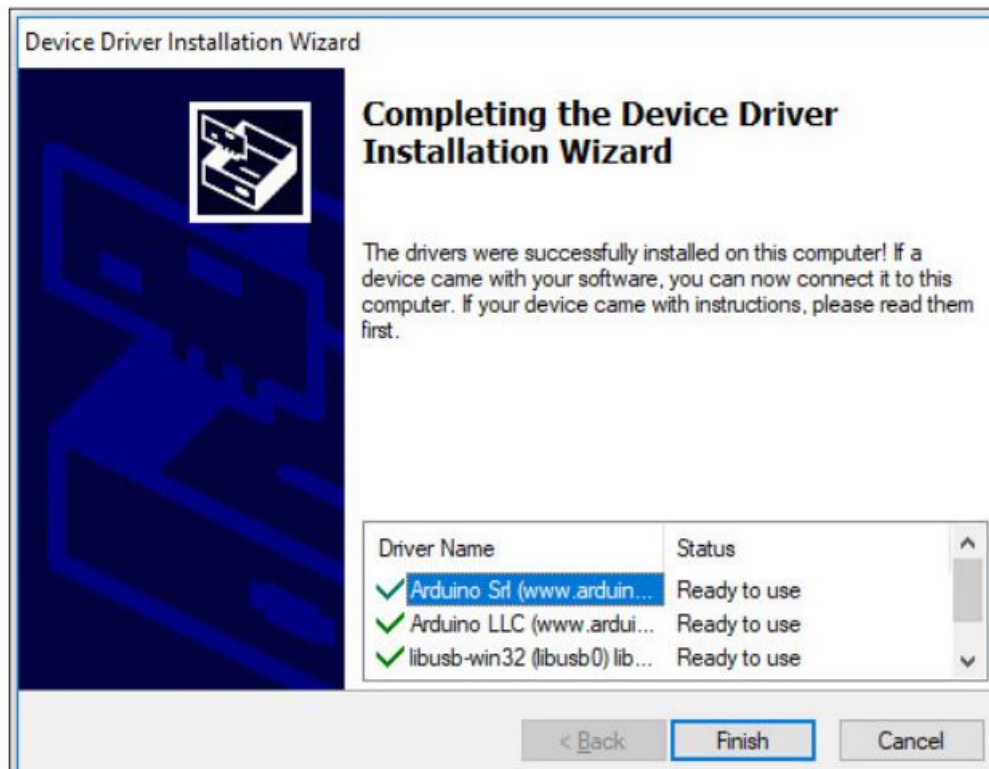 Device Driver Installation Wizard
Completing the Device Driver
Installation Wizard
The drivers were successfully installed on this computer! If a
device came with your software, you can now connect it to this
computer. If your device came with instructions, please read them
first.
Driver Name Status
Arduino Srl (www.arduin... Ready to use
Arduino LLC (www.ardui... Ready to use
libusb-win32 (libusb0) lib... Ready to use
< Back Finish Cancel